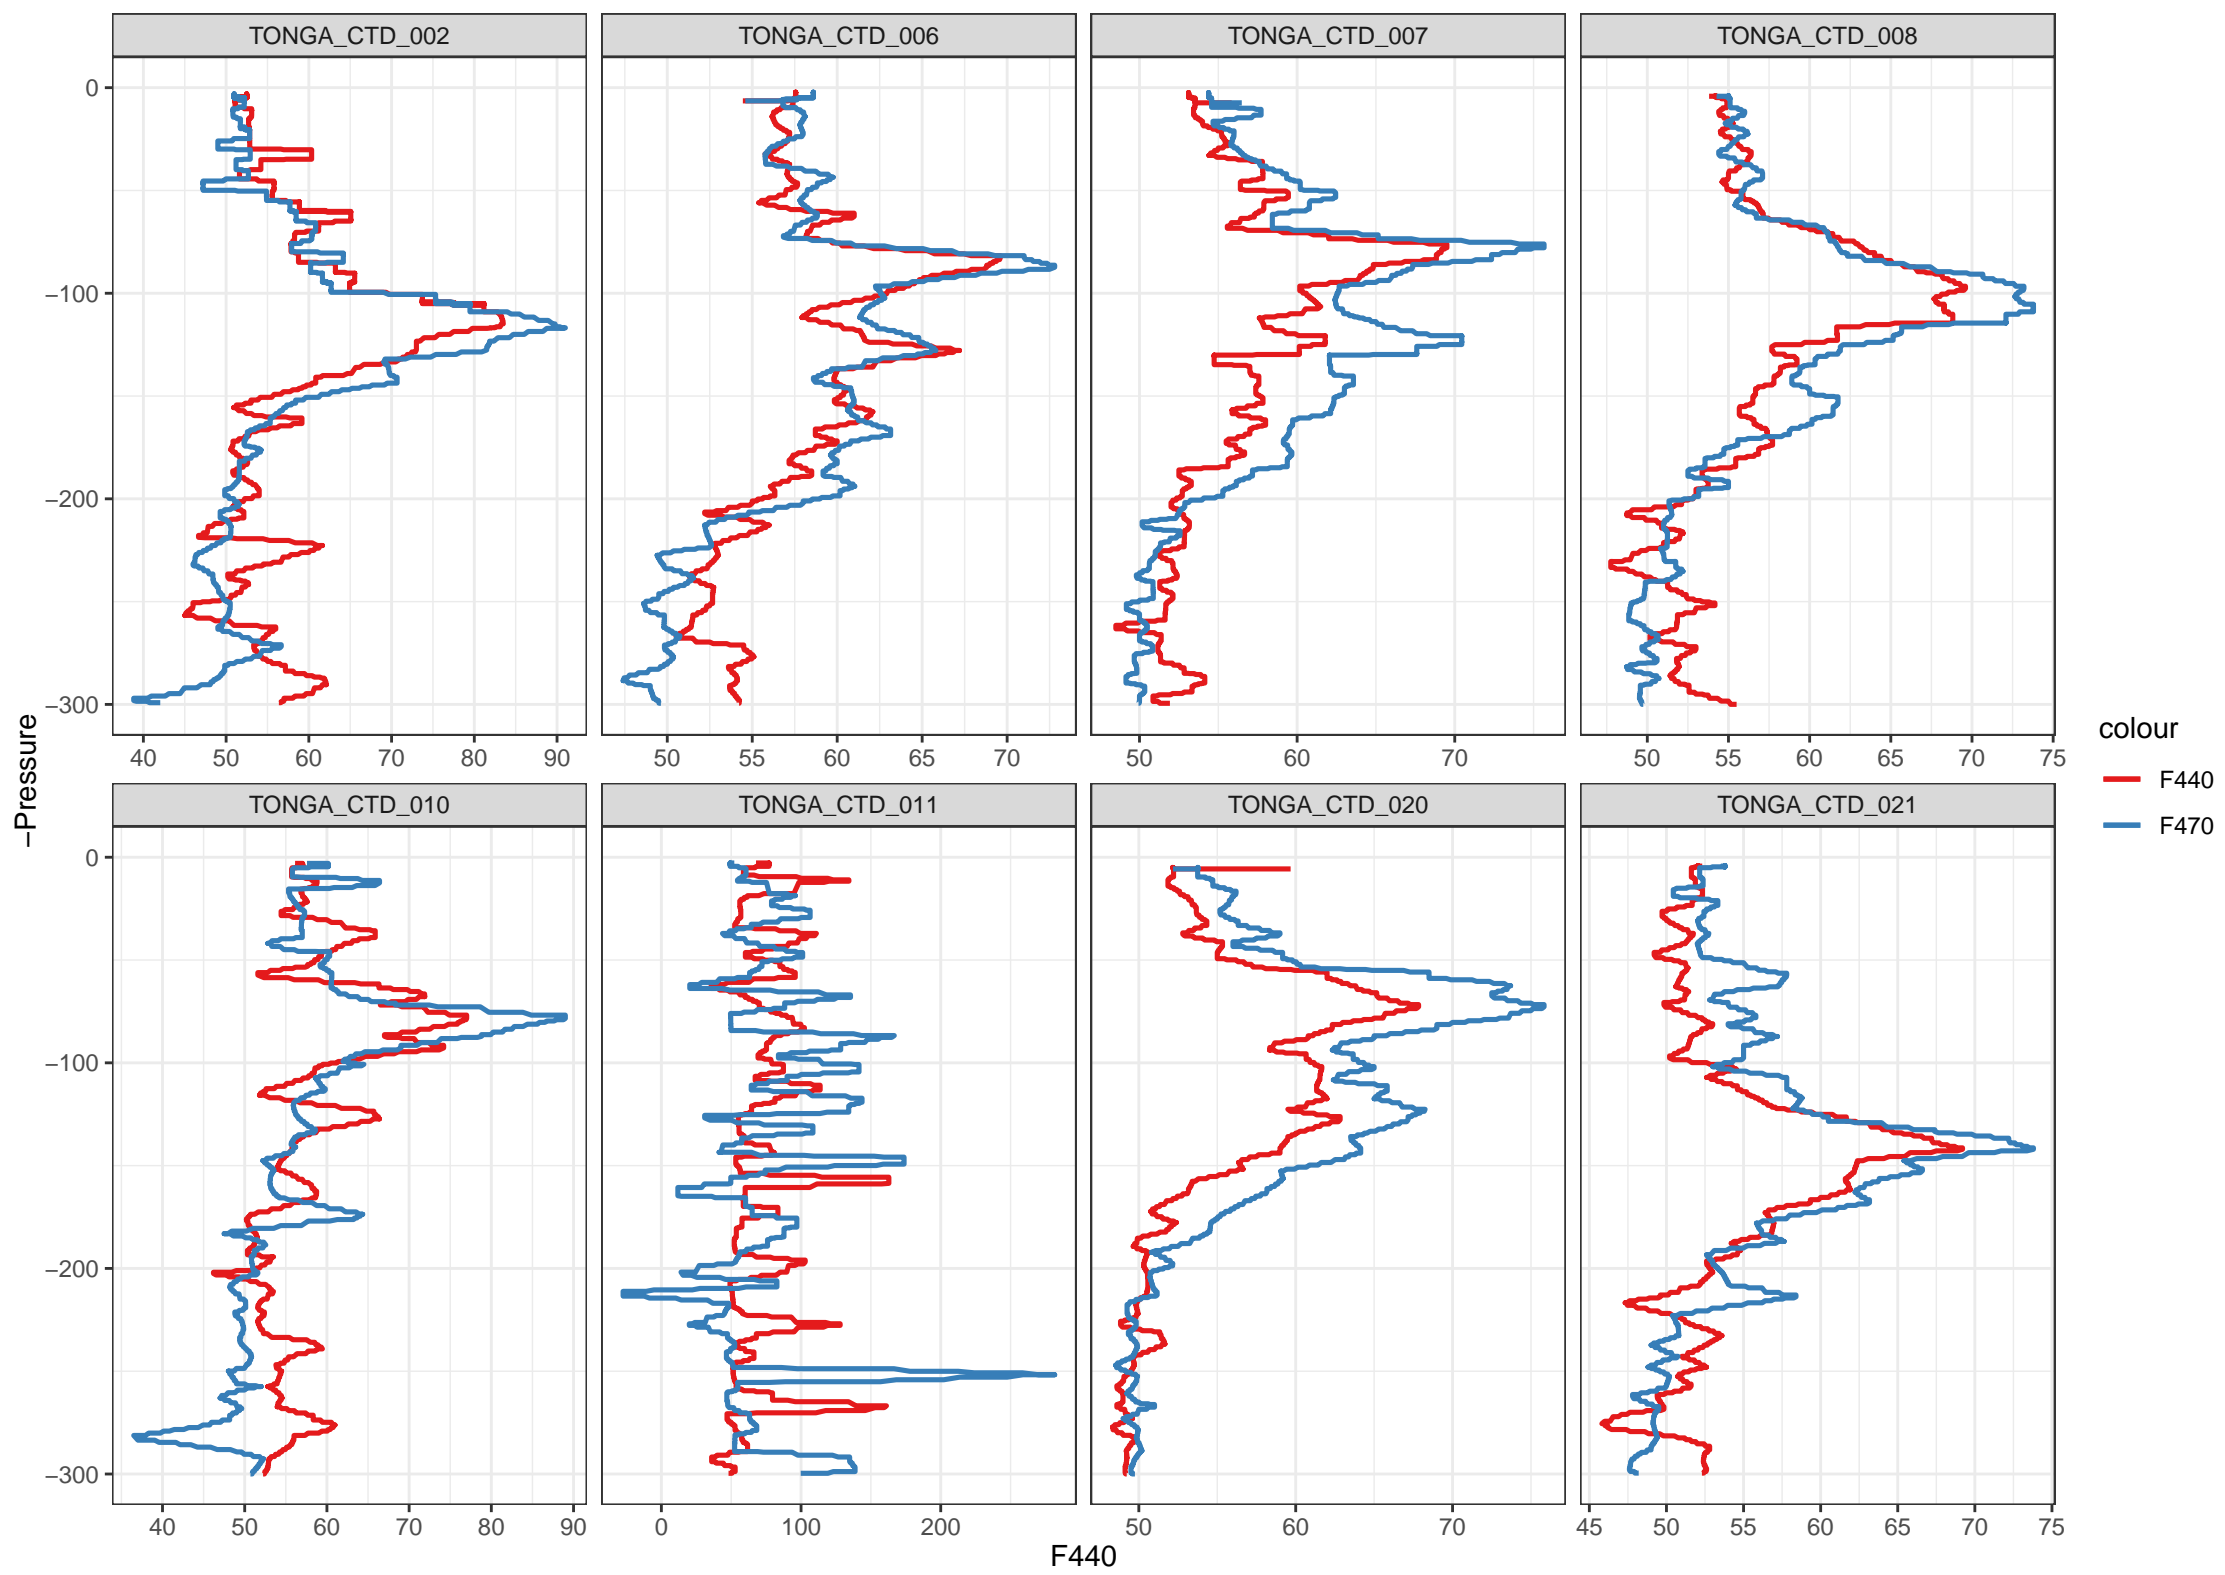 TONGA_CTD_002 TONGA_CTD_006 TONGA_CTD_007 TONGA_CTD_008
0
−100
−200
−300
40 50 60 70 80 90 50 55 60 65 70 50 60 70 50 55 60 65 70 75
TONGA_CTD_010 TONGA_CTD_011 TONGA_CTD_020 TONGA_CTD_021
0
−100
−200
−300
40 50 60 70 80 90 0 100 200 50 60 70 45 50 55 60 65 70 75
F440
−Pressure
colour
F440
F470